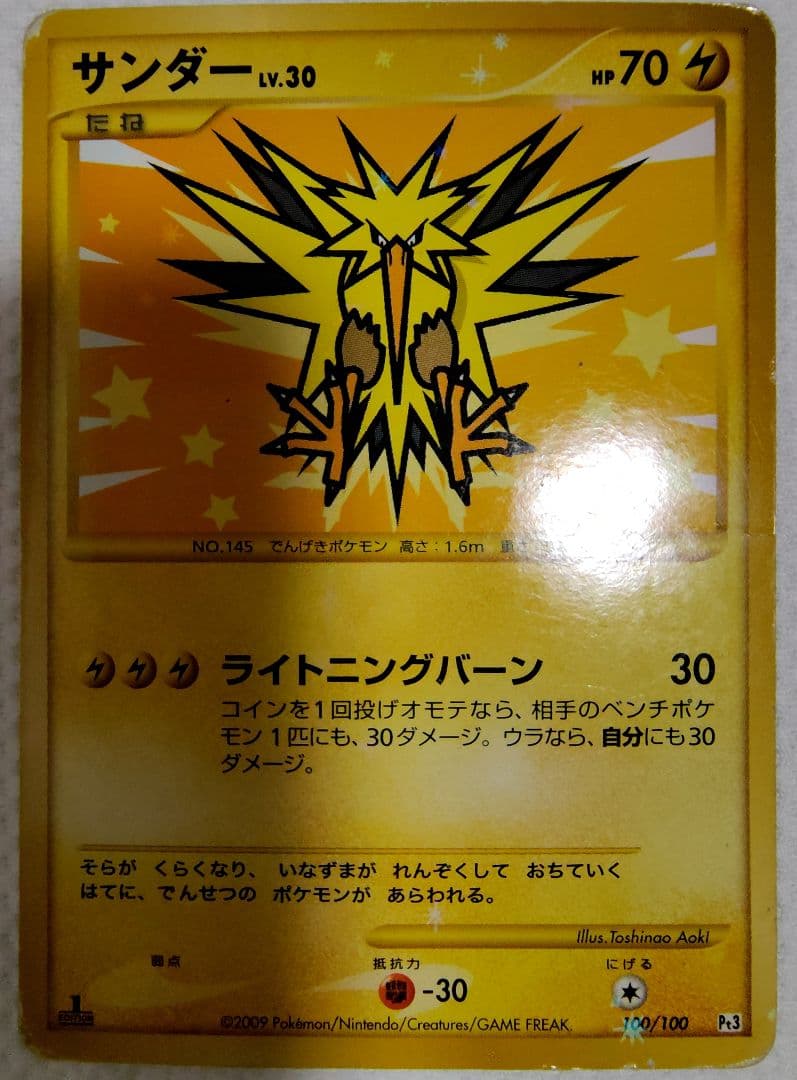 サンダー LV.30 HP70
たね
NO.145 でんげきポケモン 高さ：1.6m 重さ
ライトニングバーン 30
コインを1回投げオモテなら、相手のベンチポケ
モン1匹にも、30ダメージ。ウラなら、自分にも30
ダメージ。
そらが くらくなり、 いなずまが れんぞくして おちていく
はてに、でんせつの ポケモンが あらわれる。
Illus.Toshinao Aoki
弱点 抵抗力 にげる
-30
1 EDITION ©2009 Pokémon/Nintendo/Creatures/GAME FREAK. 100/100 Pt3